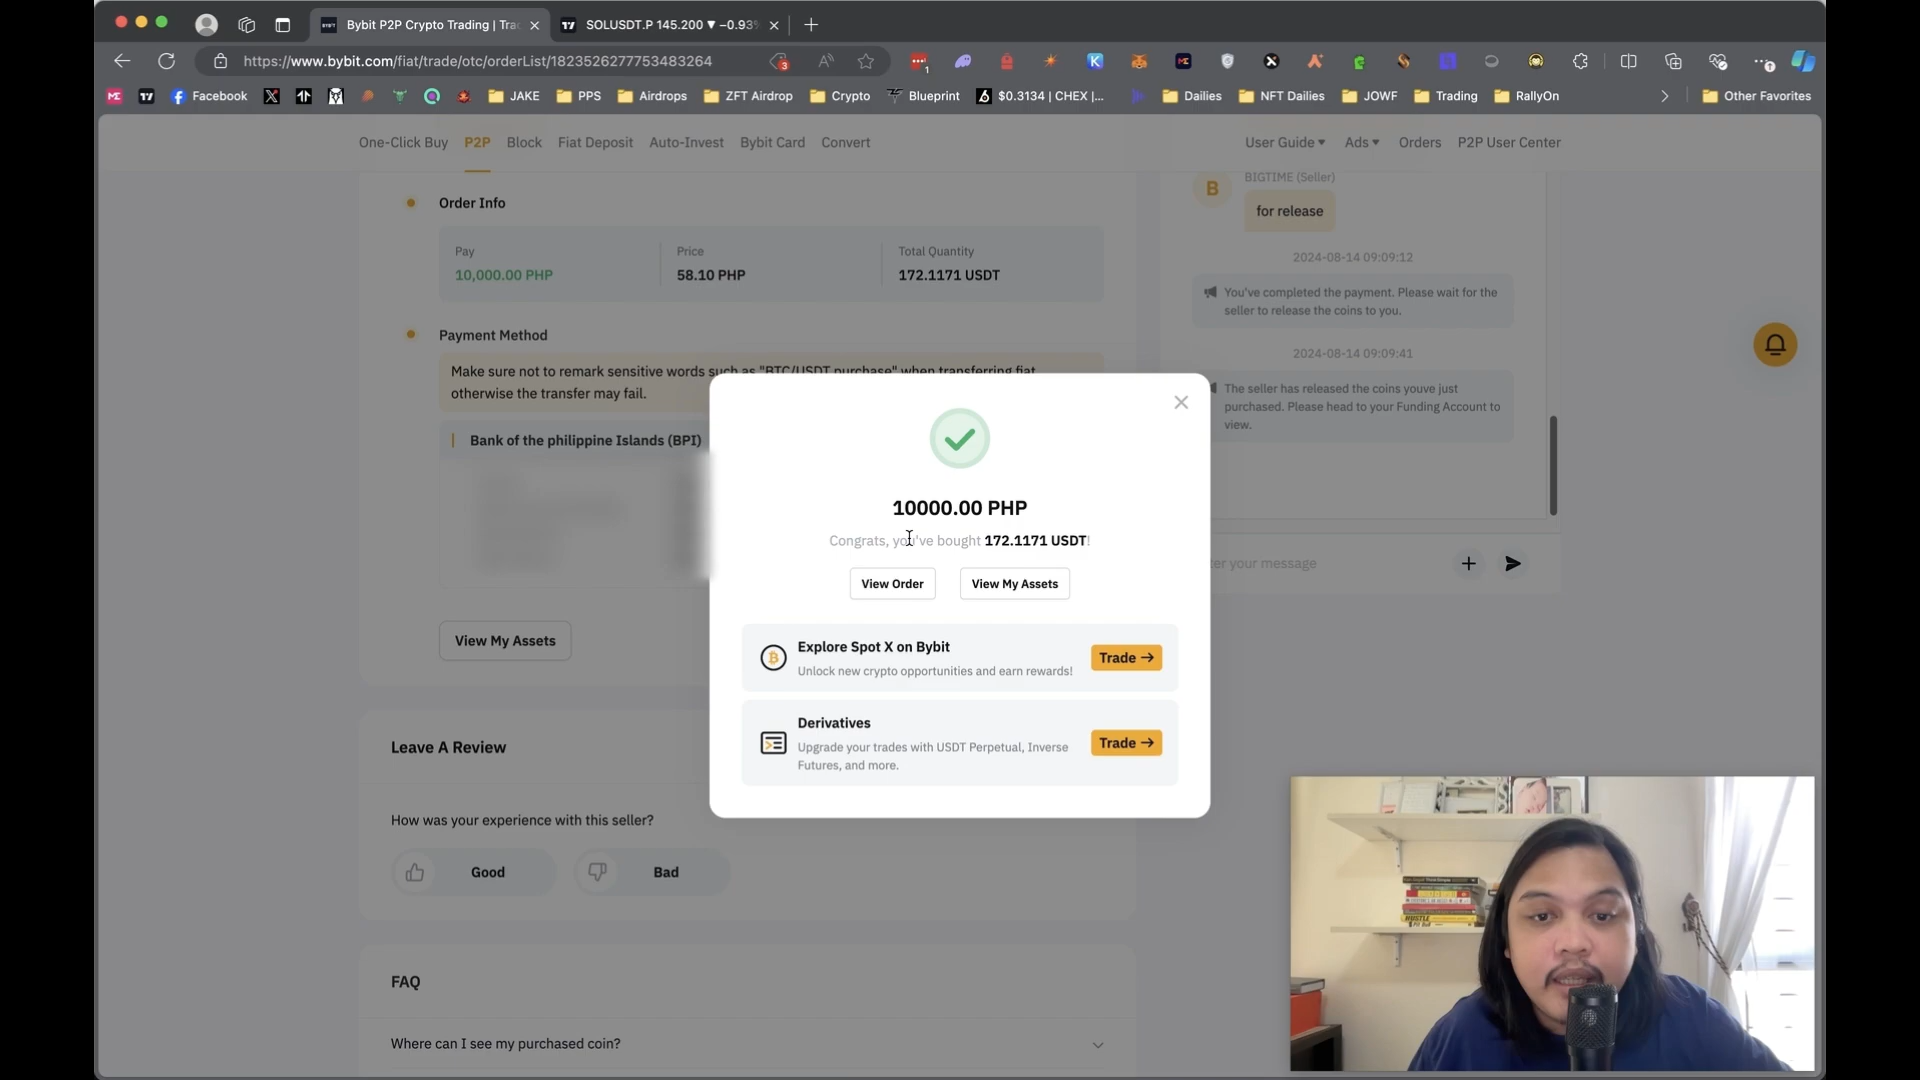 Bybit P2P Crypto Trading | Tra
SOLUSDT.P 145.200 ▼ −0.93%
https://www.bybit.com/fiat/trade/otc/orderList/1823526277753483264
Facebook
JAKE
PPS
Airdrops
ZFT Airdrop
Crypto
Blueprint
$0.3134 | CHEX |...
Dailies
NFT Dailies
JOWF
Trading
RallyOn
Other Favorites
One-Click Buy
P2P
Block
Fiat Deposit
Auto-Invest
Bybit Card
Convert
User Guide
Ads
Orders
P2P User Center
Order Info
Pay
10,000.00 PHP
Price
58.10 PHP
Total Quantity
172.1171 USDT
Payment Method
Make sure not to remark sensitive words such as "BTC/USDT purchase" when transferring fiat
otherwise the transfer may fail.
Bank of the philippine Islands (BPI)
View My Assets
B
BIGTIME (Seller)
for release
2024-08-14 09:09:12
You've completed the payment. Please wait for the
seller to release the coins to you.
2024-08-14 09:09:41
The seller has released the coins youve just
purchased. Please head to your Funding Account to
view.
your message
10000.00 PHP
Congrats, you've bought 172.1171 USDT!
View Order
View My Assets
Explore Spot X on Bybit
Unlock new crypto opportunities and earn rewards!
Trade →
Derivatives
Upgrade your trades with USDT Perpetual, Inverse
Futures, and more.
Trade →
Leave A Review
How was your experience with this seller?
Good
Bad
FAQ
Where can I see my purchased coin?
HUSTLE